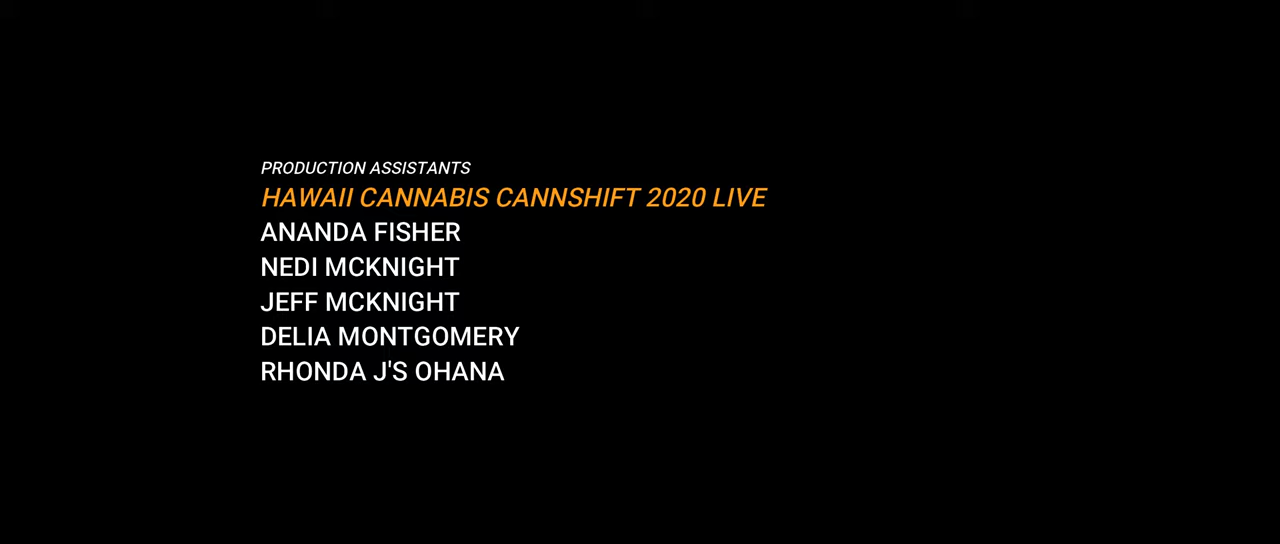 PRODUCTION ASSISTANTS
HAWAII CANNABIS CANNSHIFT 2020 LIVE
ANANDA FISHER
NEDI MCKNIGHT
JEFF MCKNIGHT
DELIA MONTGOMERY
RHONDA J'S OHANA